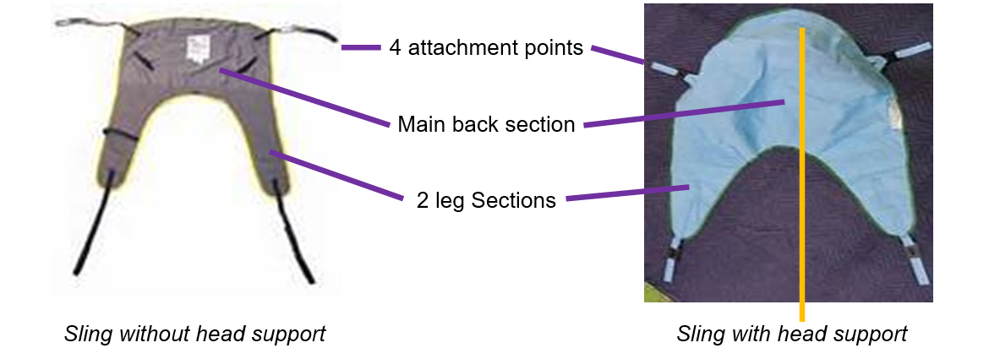 4 attachment points
Main back section
2 leg Sections
Sling without head support
Sling with head support